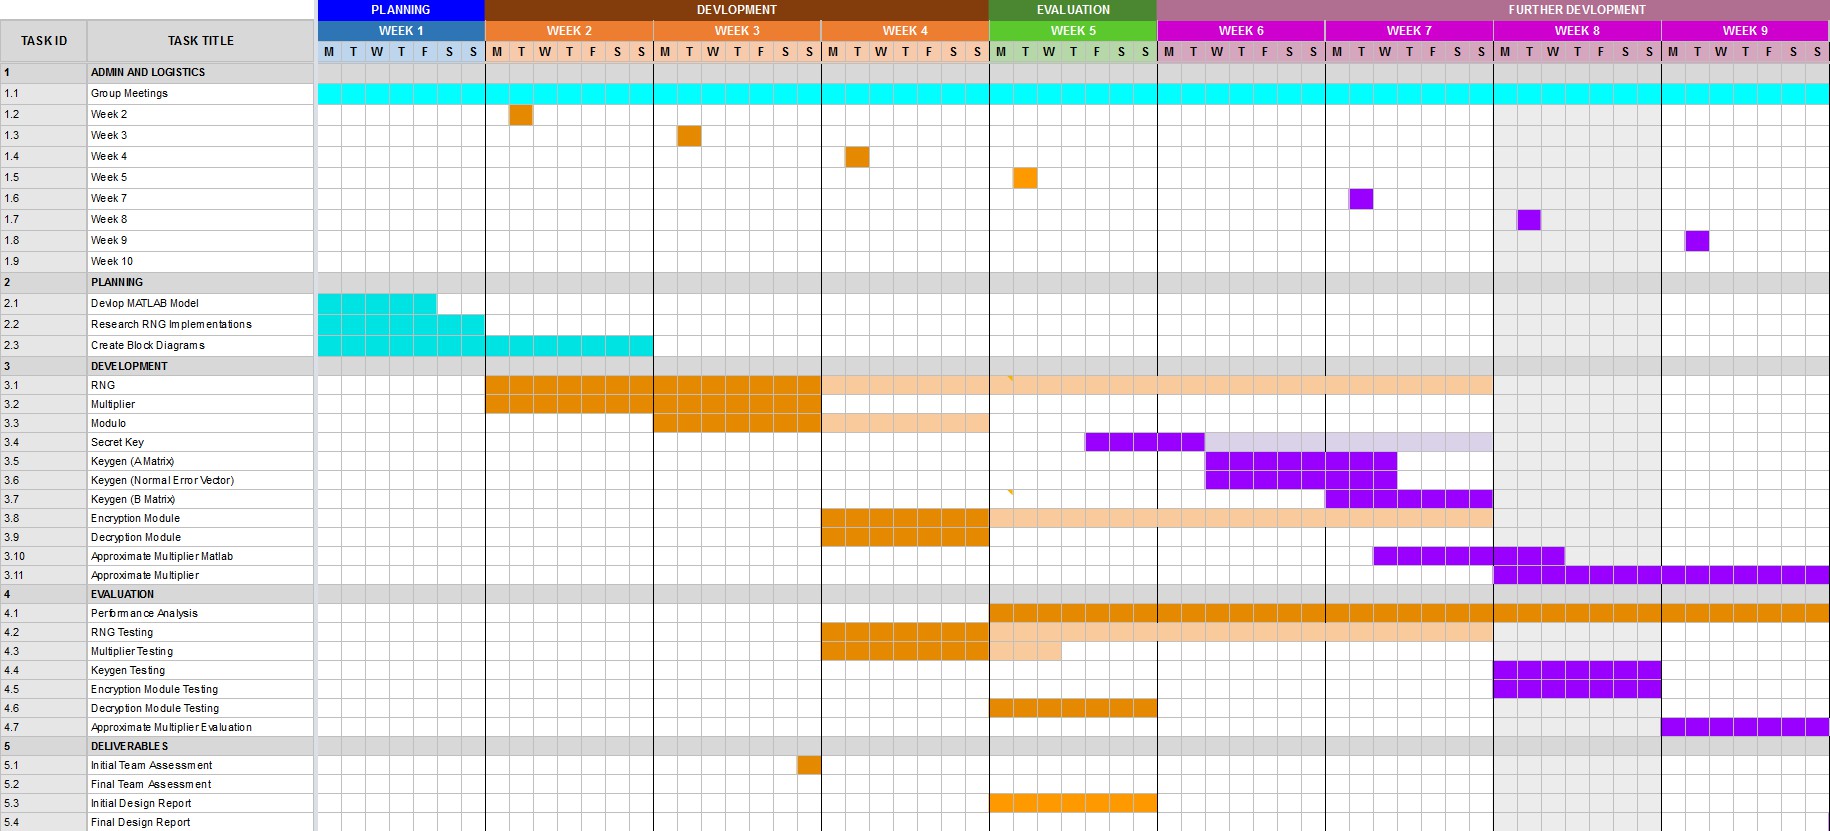 PLANNING DEVLOPMENT EVALUATION FURTHER DEVLOPMENT
TASK ID TASK TITLE WEEK 1 WEEK 2 WEEK 3 WEEK 4 WEEK 5 WEEK 6 WEEK 7 WEEK 8 WEEK 9
M T W T F S S M T W T F S S M T W T F S S M T W T F S S M T W T F S S M T W T F S S M T W T F S S M T W T F S S M T W T F S S
1 ADMIN AND LOGISTICS
1.1 Group Meetings
1.2 Week 2
1.3 Week 3
1.4 Week 4
1.5 Week 5
1.6 Week 7
1.7 Week 8
1.8 Week 9
1.9 Week 10
2 PLANNING
2.1 Devlop MATLAB Model
2.2 Research RNG Implementations
2.3 Create Block Diagrams
3 DEVELOPMENT
3.1 RNG
3.2 Multiplier
3.3 Modulo
3.4 Secret Key
3.5 Keygen (A Matrix)
3.6 Keygen (Normal Error Vector)
3.7 Keygen (B Matrix)
3.8 Encryption Module
3.9 Decryption Module
3.10 Approximate Multiplier Matlab
3.11 Approximate Multiplier
4 EVALUATION
4.1 Performance Analysis
4.2 RNG Testing
4.3 Multiplier Testing
4.4 Keygen Testing
4.5 Encryption Module Testing
4.6 Decryption Module Testing
4.7 Approximate Multiplier Evaluation
5 DELIVERABLES
5.1 Initial Team Assessment
5.2 Final Team Assessment
5.3 Initial Design Report
5.4 Final Design Report